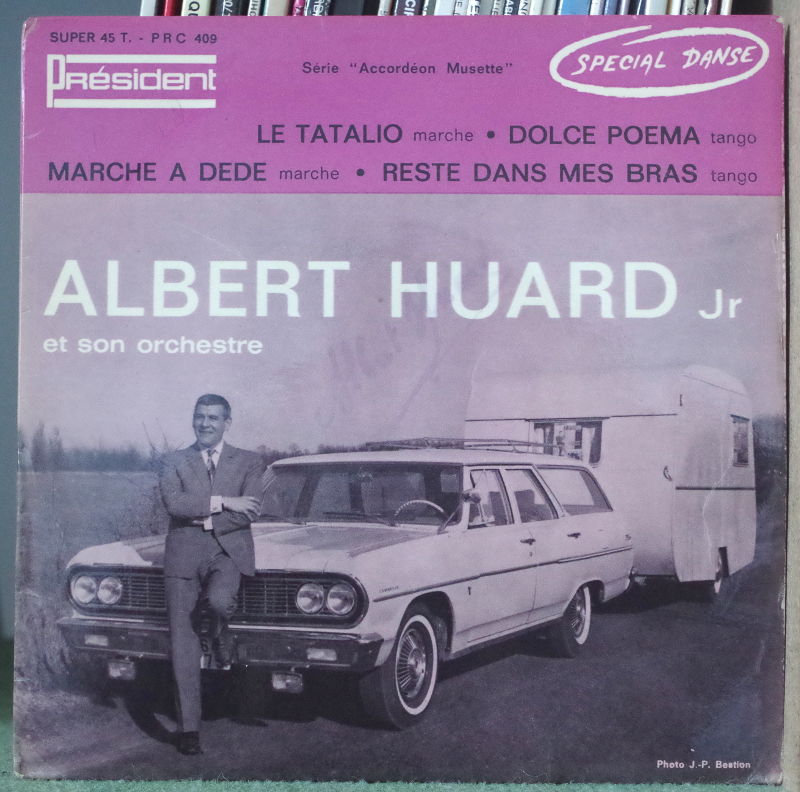 SUPER 45 T. - PRC 409
Président
Série "Accordéon Musette"
SPECIAL DANSE
LE TATALIO marche • DOLCE POEMA tango
MARCHE A DEDE marche • RESTE DANS MES BRAS tango
ALBERT HUARD Jr
et son orchestre
Photo J.-P. Bestion